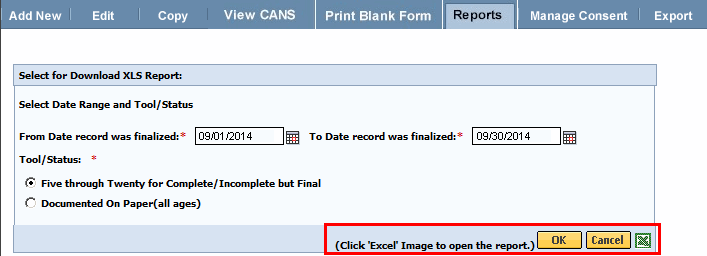 Add New Edit Copy View CANS Print Blank Form Reports Manage Consent Export
Select for Download XLS Report:
Select Date Range and Tool/Status
From Date record was finalized:* 09/01/2014 To Date record was finalized:* 09/30/2014
Tool/Status: *
Five through Twenty for Complete/Incomplete but Final
Documented On Paper(all ages)
(Click 'Excel' Image to open the report.) OK Cancel